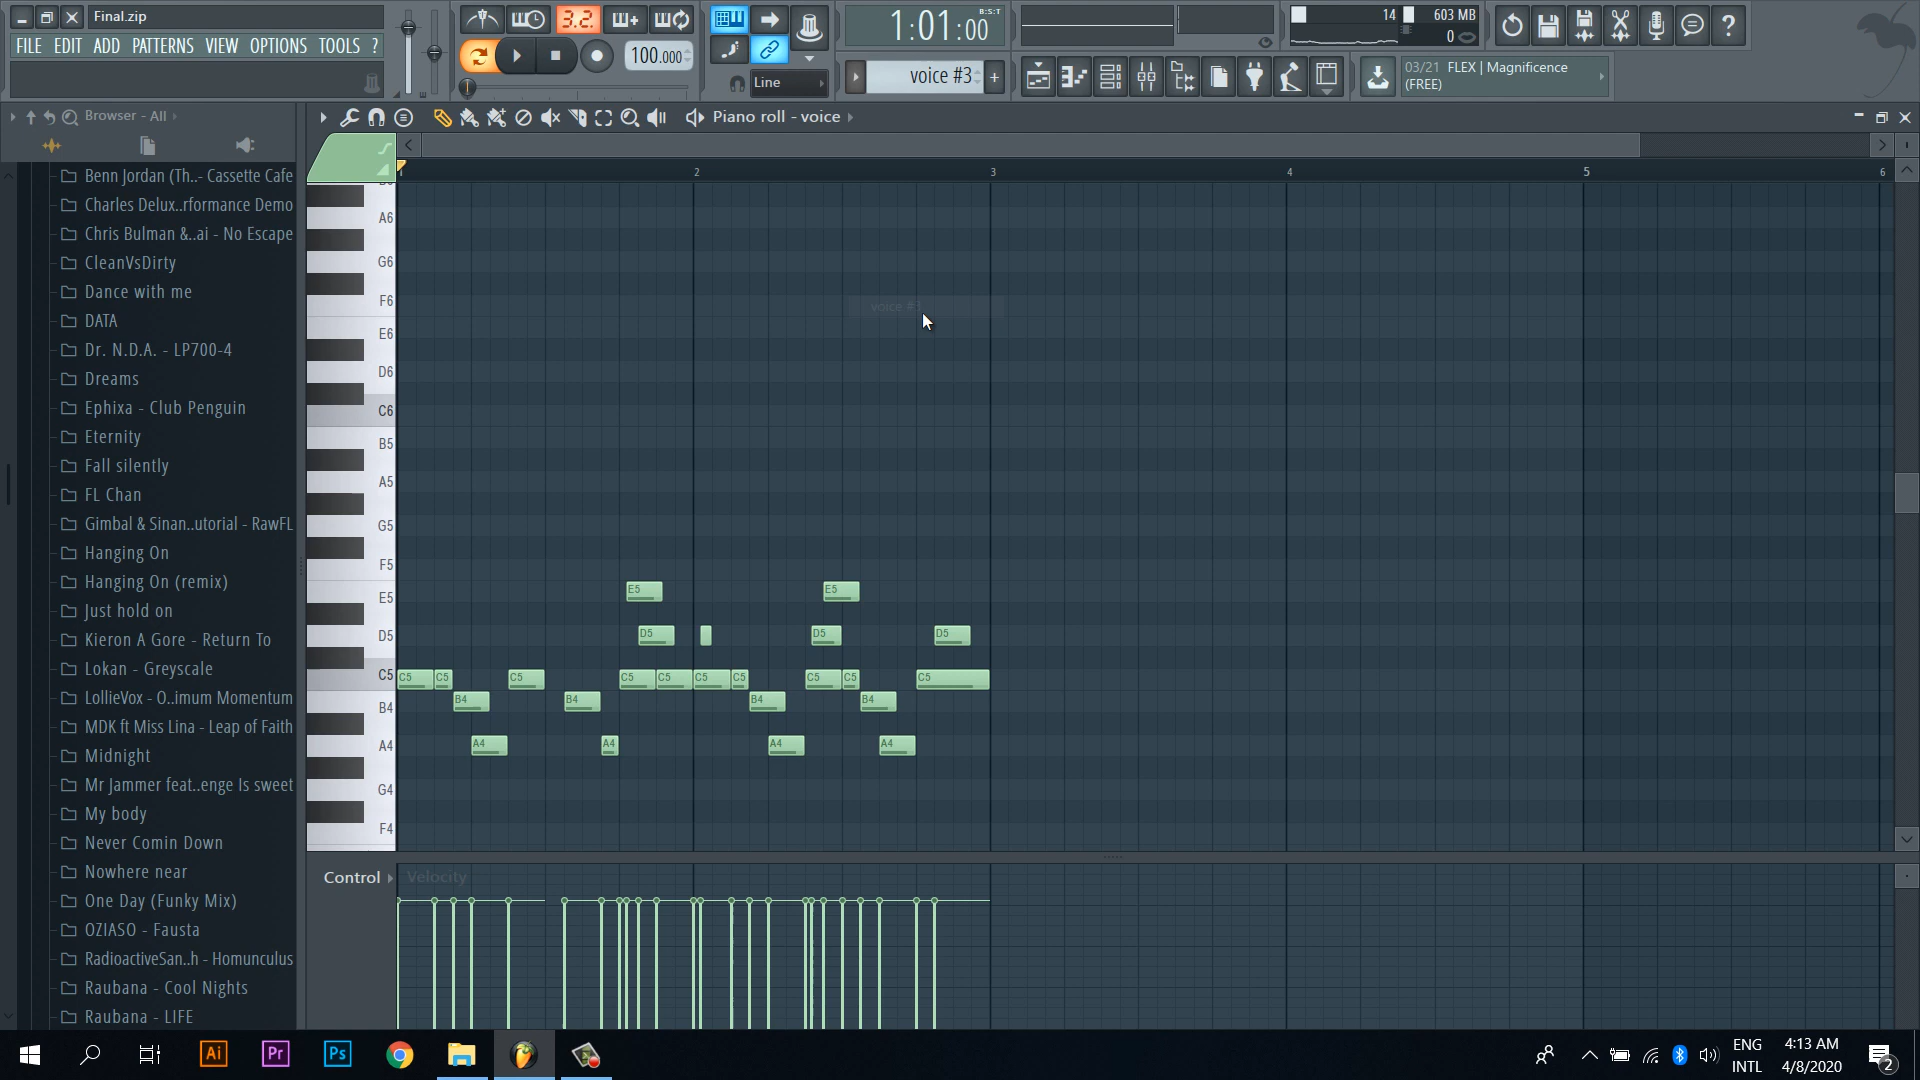 Final.zip
FILE EDIT ADD PATTERNS VIEW OPTIONS TOOLS ?
3.2.
100.000
Line
1:01:00
B:S:T
voice #3
14
603 MB
0
03/21 FLEX | Magnificence
(FREE)
Browser - All
Piano roll - voice
Benn Jordan (Th..- Cassette Cafe
Charles Delux..rformance Demo
Chris Bulman &..ai - No Escape
CleanVsDirty
Dance with me
DATA
Dr. N.D.A. - LP700-4
Dreams
Ephixa - Club Penguin
Eternity
Fall silently
FL Chan
Gimbal & Sinan..utorial - RawFL
Hanging On
Hanging On (remix)
Just hold on
Kieron A Gore - Return To
Lokan - Greyscale
LollieVox - O..imum Momentum
MDK ft Miss Lina - Leap of Faith
Midnight
Mr Jammer feat..enge Is sweet
My body
Never Comin Down
Nowhere near
One Day (Funky Mix)
OZIASO - Fausta
RadioactiveSan..h - Homunculus
Raubana - Cool Nights
Raubana - LIFE
2 3 4 5 6
A6
G6
F6
voice #
E6
D6
C6
B5
A5
G5
F5
E5 E5 E5
D5 D5 D5 D5
C5 C5 C5 C5 C5 C5 C5 C5 C5 C5 C5
B4 B4 B4 B4 B4
A4 A4 A4 A4 A4
G4
F4
Control Velocity
Ai Pr Ps
ENG
INTL
4:13 AM
4/8/2020
2